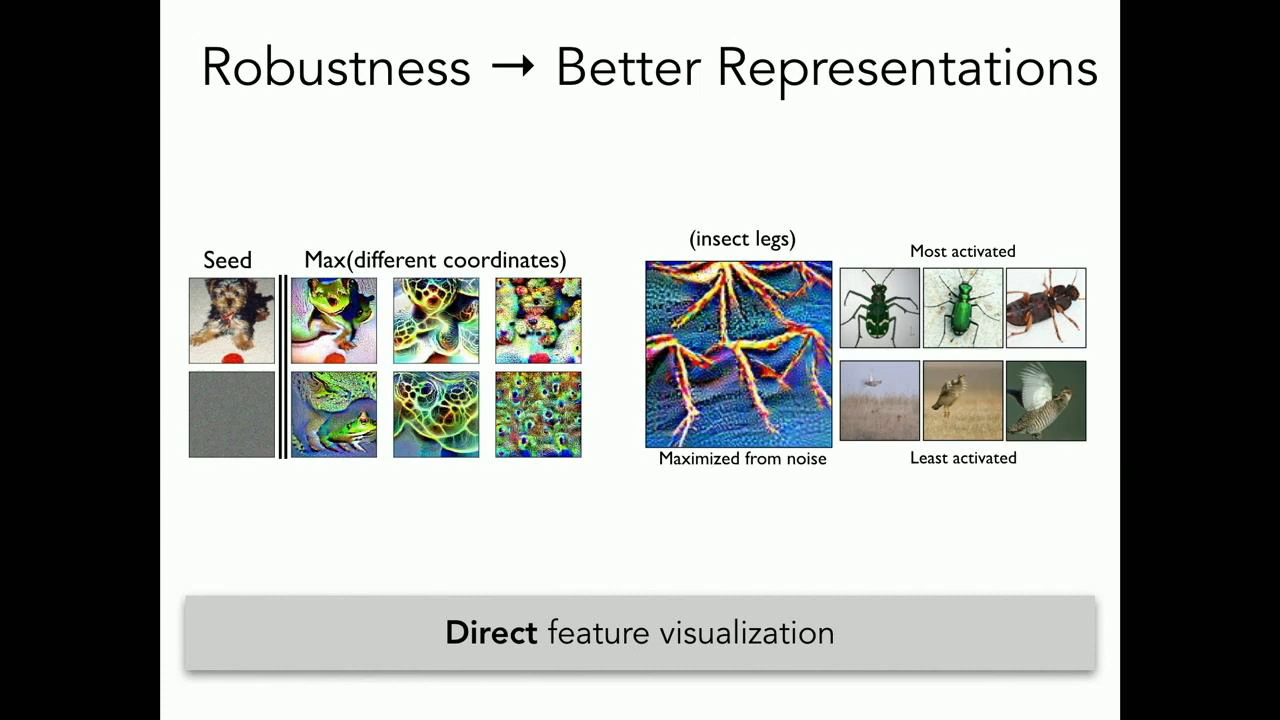 Robustness → Better Representations
Seed
Max(different coordinates)
(insect legs)
Most activated
Maximized from noise
Least activated
Direct feature visualization